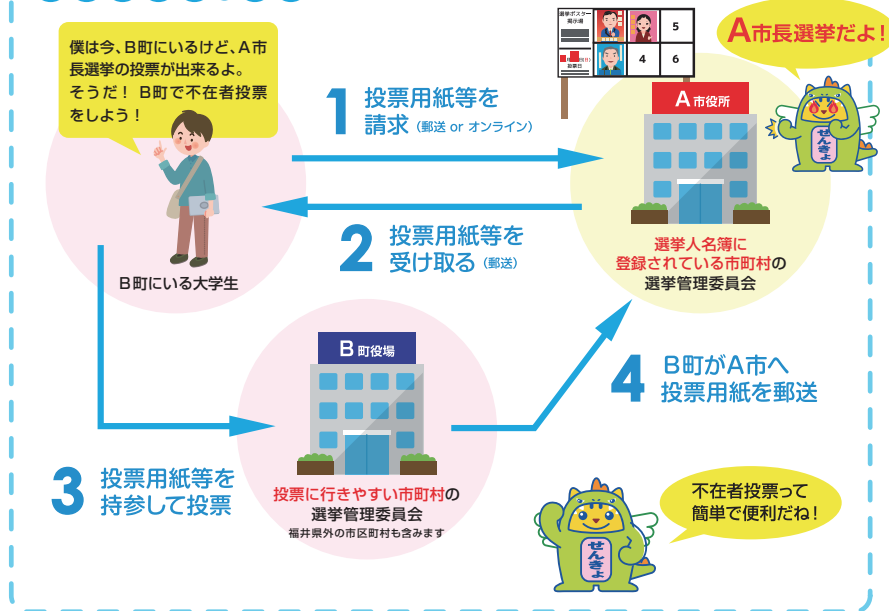 僕は今、B町にいるけど、A市
長選挙の投票が出来るよ。
そうだ！ B町で不在者投票
をしよう！
B町にいる大学生
1 投票用紙等を
請求（郵送 or オンライン）
選挙ポスター
掲示場
投票日
5
4
6
A市長選挙だよ！
A市役所
せんきょ
選挙人名簿に
登録されている市町村の
選挙管理委員会
2 投票用紙等を
受け取る（郵送）
3 投票用紙等を
持参して投票
B町役場
投票に行きやすい市町村の
選挙管理委員会
福井県外の市区町村も含みます
4 B町がA市へ
投票用紙を郵送
不在者投票って
簡単で便利だね！
せんきょ